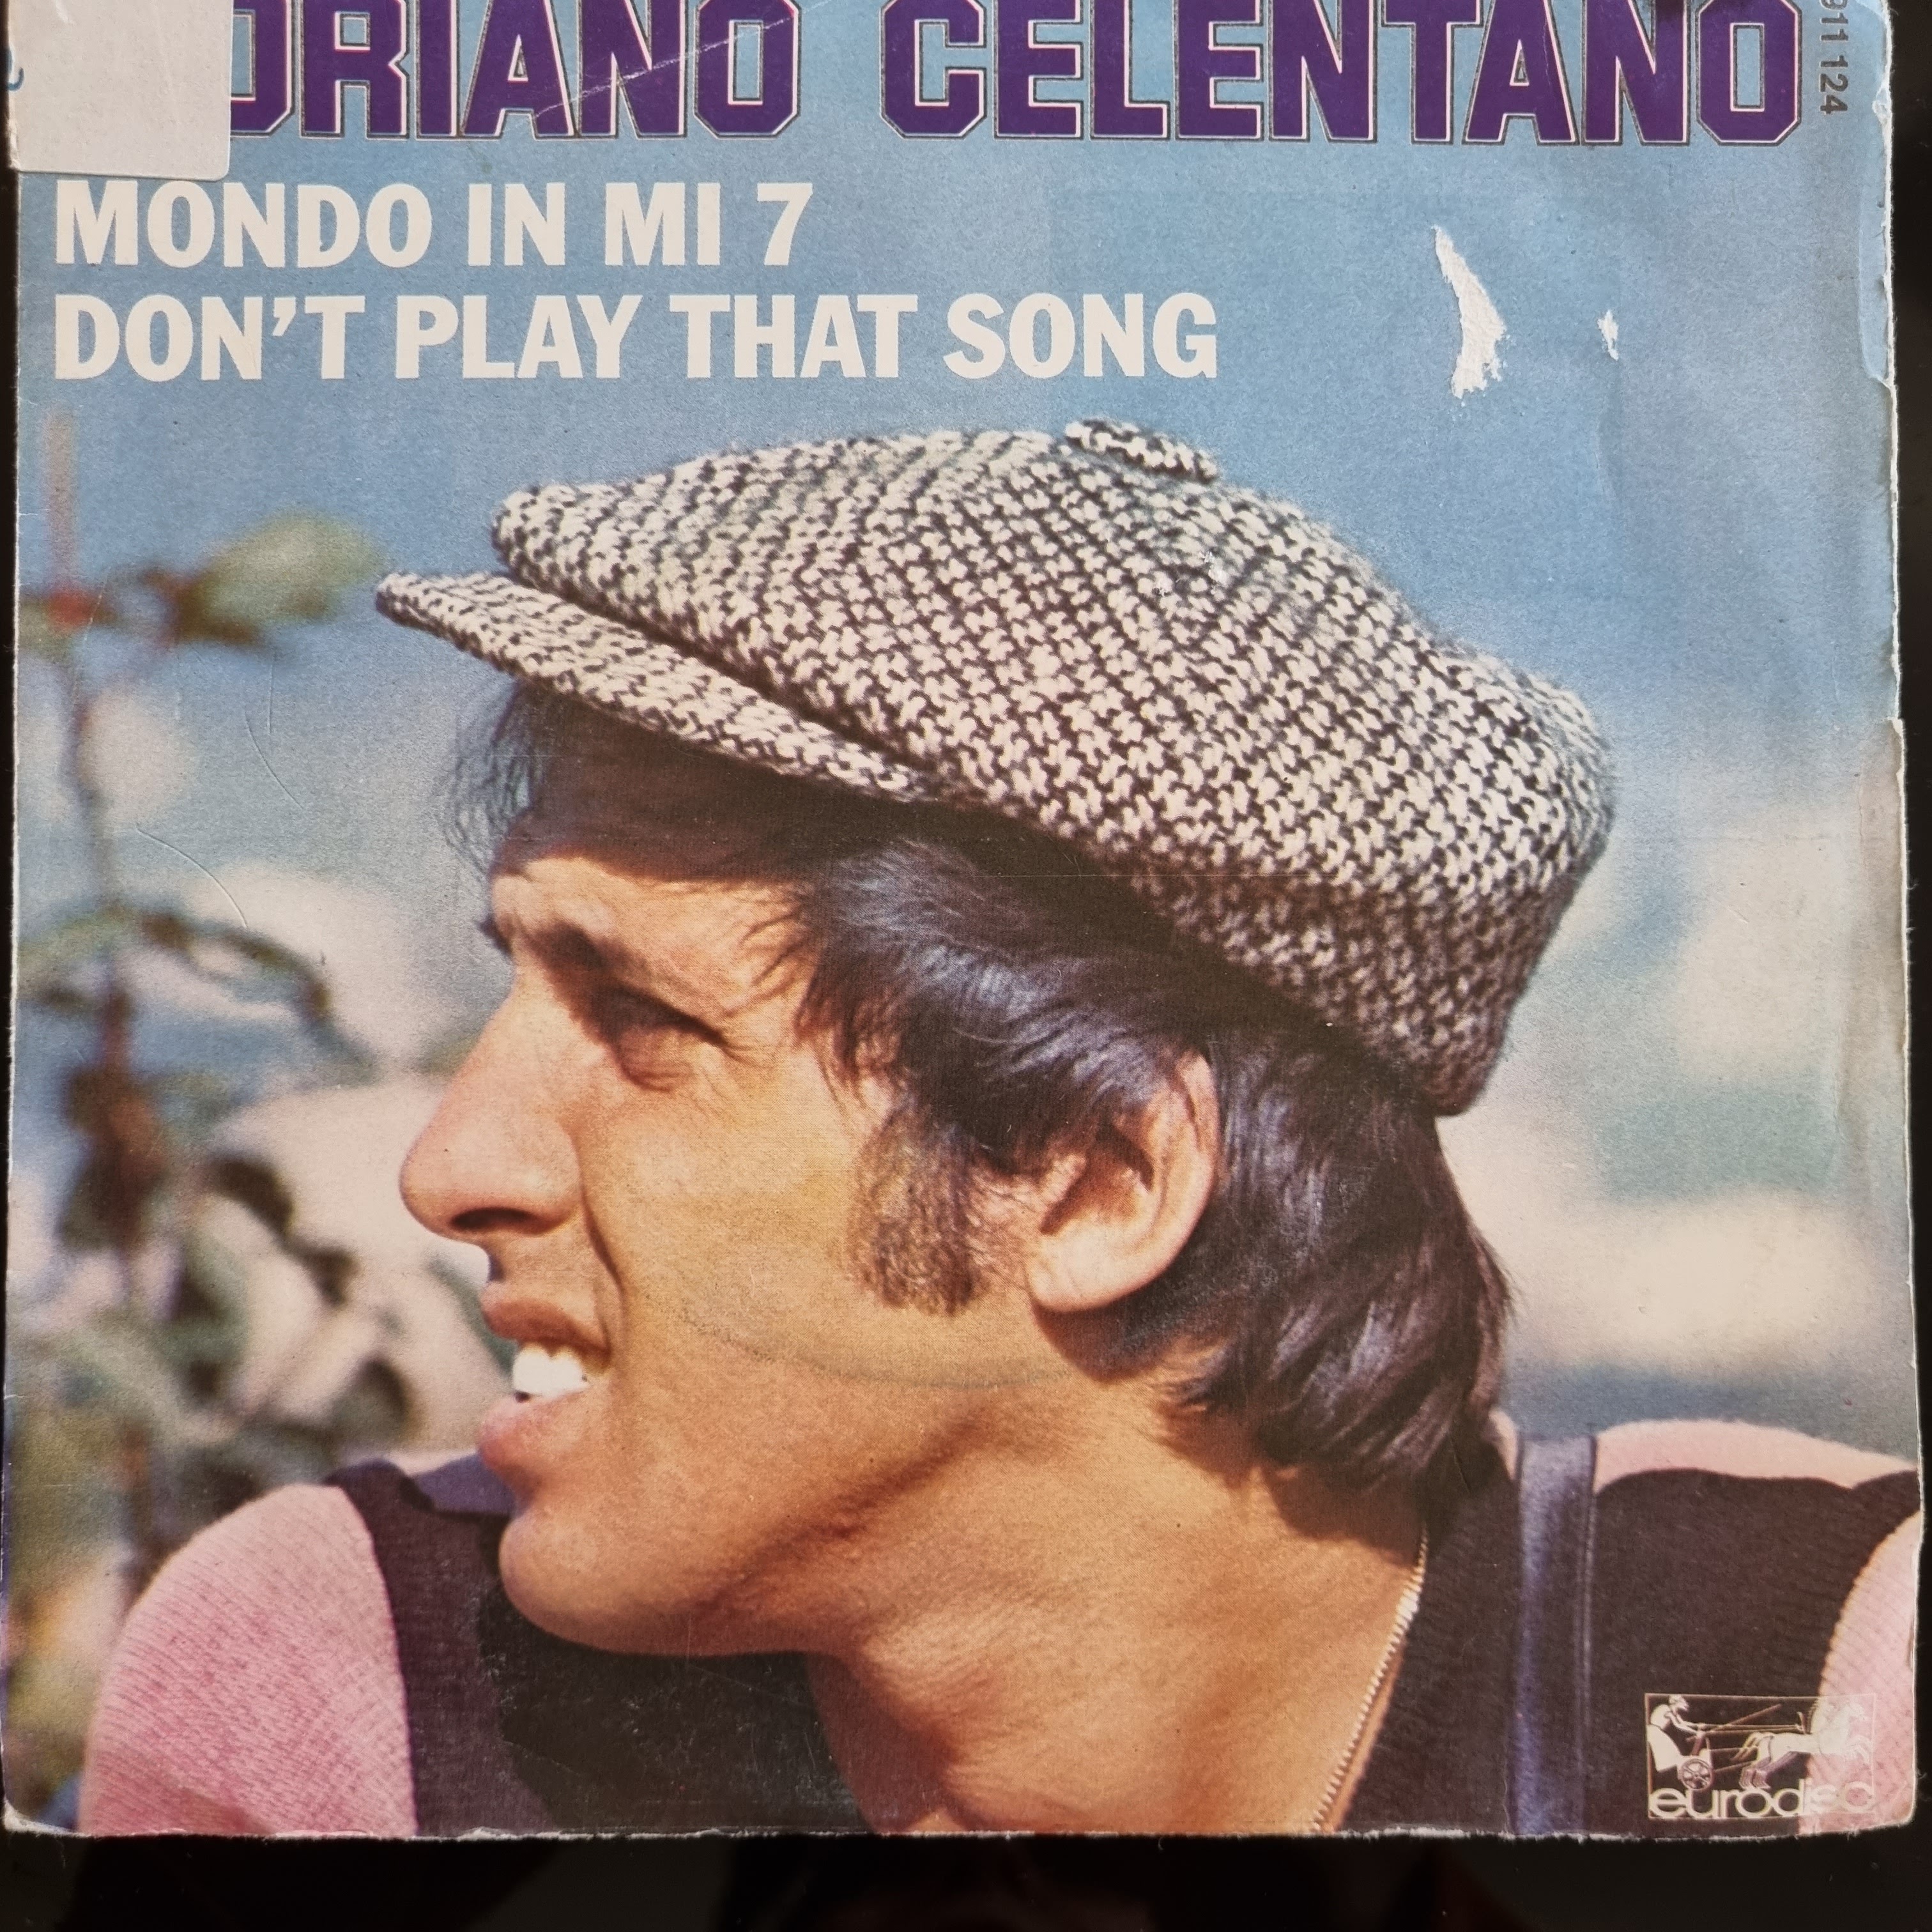 DRIANO CELENTANO
911 124
MONDO IN MI 7
DON'T PLAY THAT SONG
eurodisc